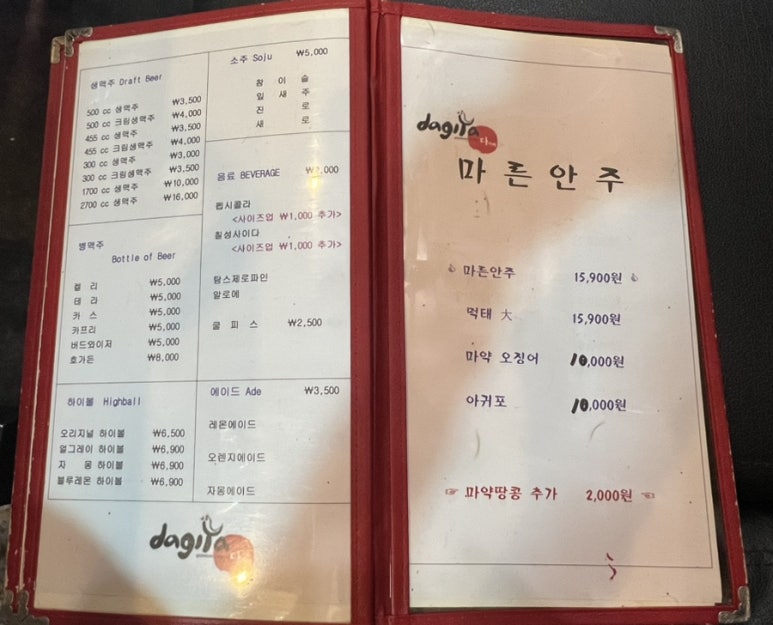 생맥주 Draft Beer
500 cc 생맥주 ₩3,500
500 cc 크림생맥주 ₩4,000
455 cc 생맥주 ₩3,500
455 cc 크림생맥주 ₩4,000
300 cc 생맥주 ₩3,000
300 cc 크림생맥주 ₩3,500
1700 cc 생맥주 ₩10,000
2700 cc 생맥주 ₩16,000
병맥주
Bottle of Beer
켈 리 ₩5,000
테 라 ₩5,000
카 스 ₩5,000
카프리 ₩5,000
버드와이저 ₩5,000
호가든 ₩8,000
하이볼 Highball
오리지널 하이볼 ₩6,500
얼그레이 하이볼 ₩6,900
자 몽 하이볼 ₩6,900
블루레몬 하이볼 ₩6,900
소주 Soju ₩5,000
참 이 슬
잎 새 주
진 로
새 로
음료 BEVERAGE
펩시콜라
<사이즈업 ₩1,000 추가>
칠성사이다
<사이즈업 ₩1,000 추가>
탐스제로파인
알로에
쿨 피 스 ₩2,500
에이드 Ade ₩3,500
레몬에이드
오렌지에이드
자몽에이드
dagiya
dagiya
마른안주
마른안주 15,900원
먹태 大 15,900원
마약 오징어 10,000원
아귀포 10,000원
☞ 마약땅콩 추가 2,000원 ☜